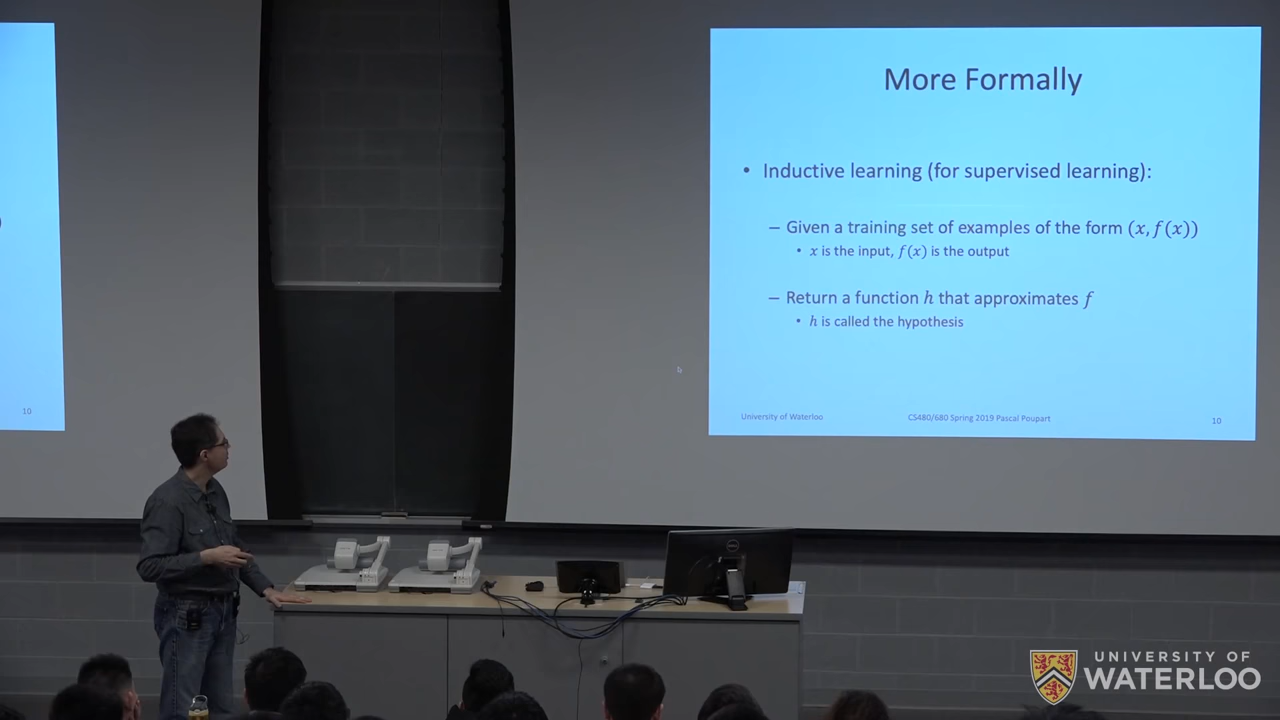 More Formally
• Inductive learning (for supervised learning):
– Given a training set of examples of the form (x, f(x))
• x is the input, f(x) is the output
– Return a function h that approximates f
• h is called the hypothesis
University of Waterloo
CS480/680 Spring 2019 Pascal Poupart
10
)
10
DELL
UNIVERSITY OF
WATERLOO